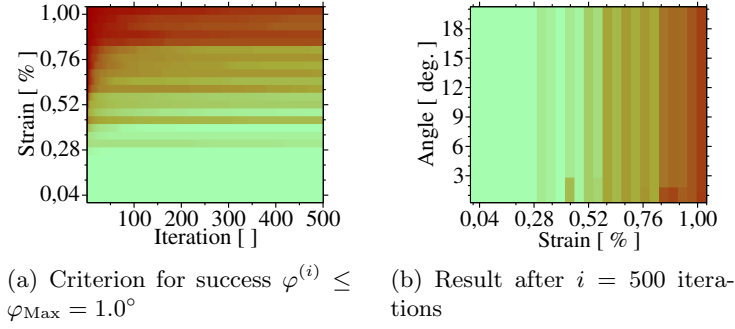 1,00
0,76
0,52
0,28
0,04
Strain [ % ]
100 200 300 400 500
Iteration [ ]
18
15
12
9
6
3
Angle [ deg. ]
0,04 0,28 0,52 0,76 1,00
Strain [ % ]
(a) Criterion for success φ^(i) ≤
φ_Max = 1.0°
(b) Result after i = 500 itera-
tions